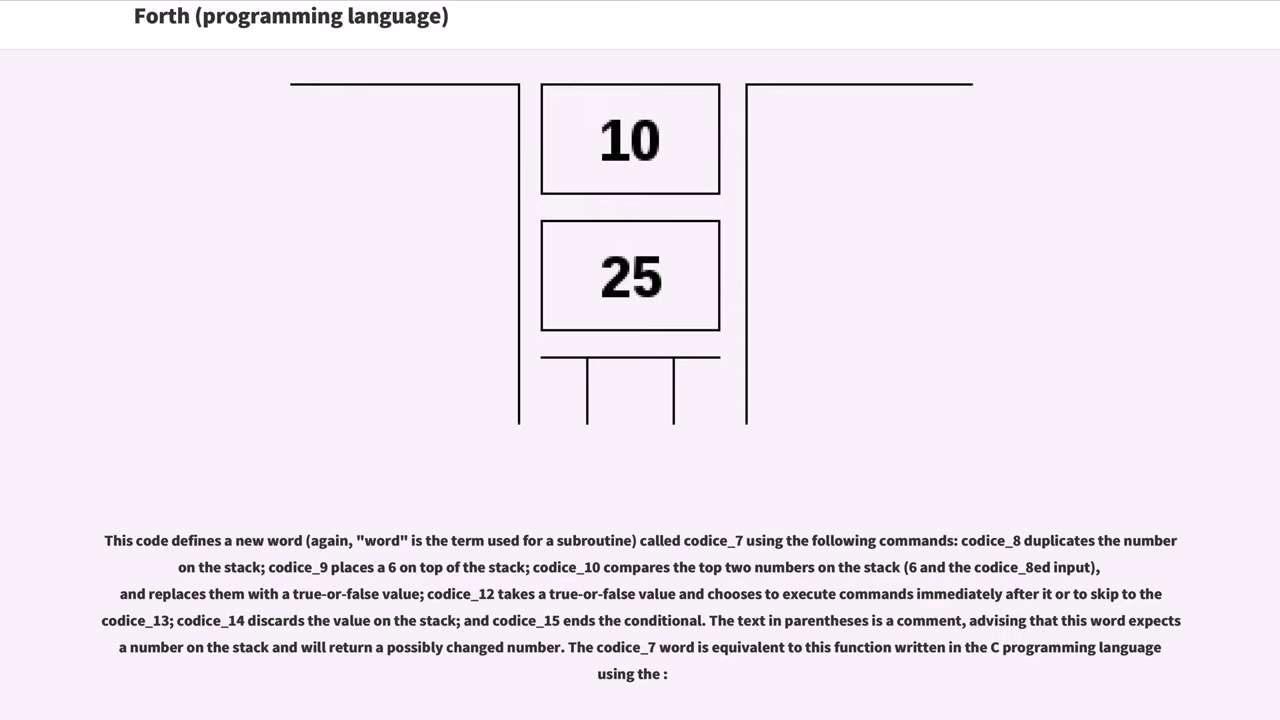 Forth (programming language)
10
25
This code defines a new word (again, "word" is the term used for a subroutine) called codice_7 using the following commands: codice_8 duplicates the number
on the stack; codice_9 places a 6 on top of the stack; codice_10 compares the top two numbers on the stack (6 and the codice_8ed input),
and replaces them with a true-or-false value; codice_12 takes a true-or-false value and chooses to execute commands immediately after it or to skip to the
codice_13; codice_14 discards the value on the stack; and codice_15 ends the conditional. The text in parentheses is a comment, advising that this word expects
a number on the stack and will return a possibly changed number. The codice_7 word is equivalent to this function written in the C programming language
using the :